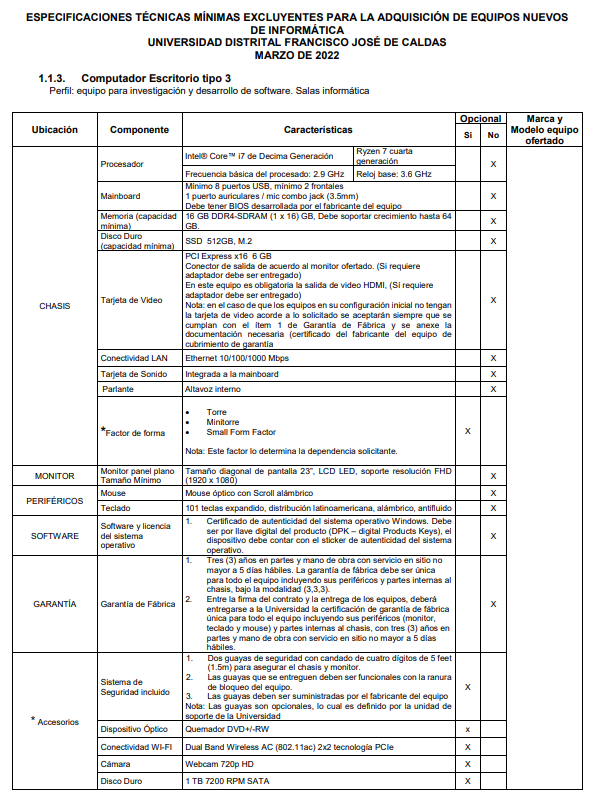 ESPECIFICACIONES TÉCNICAS MÍNIMAS EXCLUYENTES PARA LA ADQUISICIÓN DE EQUIPOS NUEVOS
DE INFORMÁTICA
UNIVERSIDAD DISTRITAL FRANCISCO JOSÉ DE CALDAS
MARZO DE 2022
1.1.3. Computador Escritorio tipo 3
Perfil: equipo para investigación y desarrollo de software. Salas informática
Ubicación Componente Características Opcional Marca y
Modelo equipo
ofertado
Si No
CHASIS
Procesador
Intel® Core™ i7 de Decima Generación
Ryzen 7 cuarta
generación
X
Frecuencia básica del procesado: 2.9 GHz Reloj base: 3.6 GHz
Mainboard
Mínimo 8 puertos USB, mínimo 2 frontales
1 puerto auriculares / mic combo jack (3.5mm)
Debe tener BIOS desarrollada por el fabricante del equipo
X
Memoria (capacidad
mínima)
16 GB DDR4-SDRAM (1 x 16) GB, Debe soportar crecimiento hasta 64
GB.
X
Disco Duro
(capacidad mínima)
SSD 512GB, M.2
X
Tarjeta de Video
PCI Express x16 6 GB
Conector de salida de acuerdo al monitor ofertado. (Si requiere
adaptador debe ser entregado)
En este equipo es obligatoria la salida de video HDMI, (Sí requiere
adaptador debe ser entregado)
Nota: en el caso de que los equipos en su configuración inicial no tengan
la tarjeta de video acorde a lo solicitado se aceptarán siempre que se
cumplan con el ítem 1 de Garantía de Fábrica y se anexe la
documentación necesaria (certificado del fabricante del equipo de
cubrimiento de garantía
X
Conectividad LAN Ethernet 10/100/1000 Mbps X
Tarjeta de Sonido Integrada a la mainboard X
Parlante Altavoz interno X
*Factor de forma
• Torre
• Minitorre
• Small Form Factor
Nota: Este factor lo determina la dependencia solicitante.
X
MONITOR
Monitor panel plano
Tamaño Mínimo
Tamaño diagonal de pantalla 23”, LCD LED, soporte resolución FHD
(1920 x 1080)
X
PERIFÉRICOS
Mouse Mouse óptico con Scroll alámbrico
X
Teclado 101 teclas expandido, distribución latinoamericana, alámbrico, antifluido X
SOFTWARE
Software y licencia
del sistema
operativo
1. Certificado de autenticidad del sistema operativo Windows. Debe
ser por llave digital del producto (DPK – digital Products Keys), el
dispositivo debe contar con el sticker de autenticidad del sistema
operativo.
X
GARANTÍA
Garantía de Fábrica
1. Tres (3) años en partes y mano de obra con servicio en sitio no
mayor a 5 días hábiles. La garantía de fábrica debe ser única
para todo el equipo incluyendo sus periféricos y partes internas al
chasis, bajo la modalidad (3,3,3).
2. Entre la firma del contrato y la entrega de los equipos, deberá
entregarse a la Universidad la certificación de garantía de fábrica
única para todo el equipo incluyendo sus periféricos (monitor,
teclado y mouse) y partes internas al chasis, con tres (3) años en
partes y mano de obra con servicio en sitio no mayor a 5 días
hábiles.
X
* Accesorios
Sistema de
Seguridad incluido
1. Dos guayas de seguridad con candado de cuatro dígitos de 5 feet
(1.5m) para asegurar el chasis y monitor.
2. Las guayas que se entreguen deben ser funcionales con la ranura
de bloqueo del equipo.
3. Las guayas deben ser suministradas por el fabricante del equipo
Nota: Las guayas son opcionales, lo cual es definido por la unidad de
soporte de la Universidad
X
Dispositivo Óptico Quemador DVD+/-RW x
Conectividad WI-FI Dual Band Wireless AC (802.11ac) 2x2 tecnología PCIe X
Cámara Webcam 720p HD X
Disco Duro 1 TB 7200 RPM SATA X